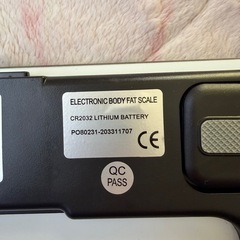 ELECTRONIC BODY FAT SCALE
CR2032 LITHIUM BATTERY
PO80231-203311707
CE
QC
PASS